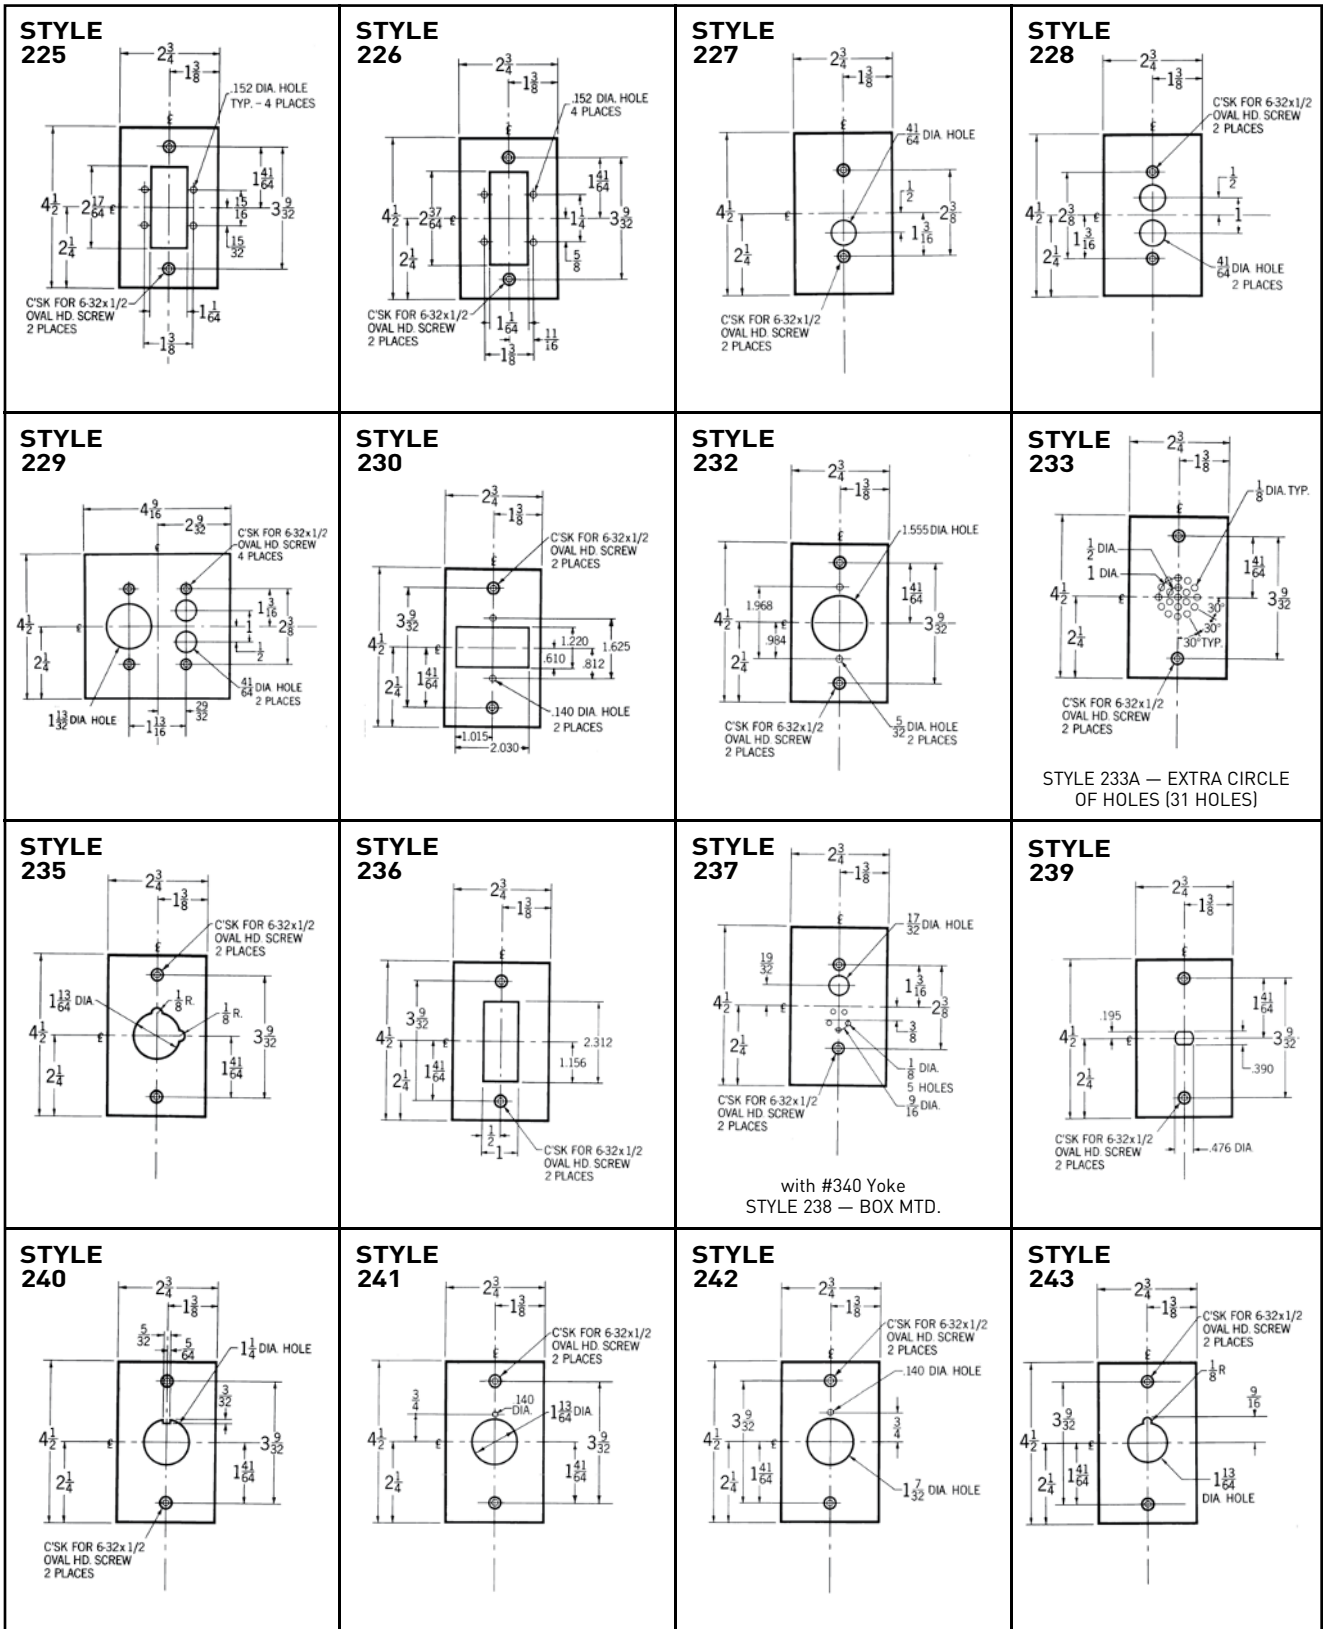 STYLE
225
2 3/4
1 3/8
.152 DIA. HOLE
TYP. - 4 PLACES
4 1/2
2 17/64
2 1/4
1 41/64
3 9/32
15/16
15/32
C'SK FOR 6-32x1/2
OVAL HD. SCREW
2 PLACES
1 1/64
1 3/8
STYLE
226
2 3/4
1 3/8
.152 DIA. HOLE
4 PLACES
4 1/2
2 37/64
2 1/4
1 41/64
3 9/32
1 1/4
5/8
C'SK FOR 6-32x1/2
OVAL HD. SCREW
2 PLACES
1 1/64
11/16
1 3/8
STYLE
227
2 3/4
1 3/8
41/64 DIA. HOLE
4 1/2
1/2
2 3/8
1 3/16
2 1/4
C'SK FOR 6-32x1/2
OVAL HD. SCREW
2 PLACES
STYLE
228
2 3/4
1 3/8
C'SK FOR 6-32x1/2
OVAL HD. SCREW
2 PLACES
1/2
4 1/2
2 3/8
1 3/16
1
2 1/4
41/64 DIA. HOLE
2 PLACES
STYLE
229
4 9/16
2 9/32
C'SK FOR 6-32x1/2
OVAL HD. SCREW
4 PLACES
4 1/2
1 3/16
1
2 3/8
1/2
2 1/4
41/64 DIA. HOLE
2 PLACES
1 13/32 DIA. HOLE
29/32
1 13/16
STYLE
230
2 3/4
1 3/8
C'SK FOR 6-32x1/2
OVAL HD. SCREW
2 PLACES
3 9/32
4 1/2
1.220
1.625
.610
.812
2 1/4
1 41/64
.140 DIA. HOLE
2 PLACES
1.015
2.030
STYLE
232
2 3/4
1 3/8
1.555 DIA. HOLE
1.968
1 41/64
4 1/2
3 9/32
.984
2 1/4
C'SK FOR 6-32x1/2
OVAL HD. SCREW
2 PLACES
5/32 DIA. HOLE
2 PLACES
STYLE
233
2 3/4
1 3/8
1/8 DIA. TYP.
1/2 DIA.
1 DIA.
1 41/64
4 1/2
3 9/32
30°
30°
30° TYP.
2 1/4
C'SK FOR 6-32x1/2
OVAL HD. SCREW
2 PLACES
STYLE 233A — EXTRA CIRCLE
OF HOLES (31 HOLES)
STYLE
235
2 3/4
1 3/8
C'SK FOR 6-32x1/2
OVAL HD. SCREW
2 PLACES
1 13/64 DIA.
1/8 R.
1/8 R.
4 1/2
3 9/32
2 1/4
1 41/64
STYLE
236
2 3/4
1 3/8
3 9/32
4 1/2
2.312
1.156
2 1/4
1 41/64
1/2
1
C'SK FOR 6-32x1/2
OVAL HD. SCREW
2 PLACES
STYLE
237
2 3/4
1 3/8
17/32 DIA. HOLE
19/32
1 3/16
4 1/2
2 3/8
3/8
2 1/4
1/8 DIA.
5 HOLES
9/16 DIA.
C'SK FOR 6-32x1/2
OVAL HD. SCREW
2 PLACES
with #340 Yoke
STYLE 238 — BOX MTD.
STYLE
239
2 3/4
1 3/8
.195
1 41/64
4 1/2
3 9/32
.390
2 1/4
C'SK FOR 6-32x1/2
OVAL HD. SCREW
2 PLACES
.476 DIA.
STYLE
240
2 3/4
1 3/8
5/32
5/64
1 1/4 DIA. HOLE
3/32
4 1/2
3 9/32
2 1/4
1 41/64
C'SK FOR 6-32x1/2
OVAL HD. SCREW
2 PLACES
STYLE
241
2 3/4
1 3/8
C'SK FOR 6-32x1/2
OVAL HD. SCREW
2 PLACES
3/4
.140
DIA.
1 13/64 DIA.
4 1/2
3 9/32
2 1/4
1 41/64
STYLE
242
2 3/4
1 3/8
C'SK FOR 6-32x1/2
OVAL HD. SCREW
2 PLACES
.140 DIA. HOLE
3 9/32
3/4
4 1/2
2 1/4
1 41/64
1 7/32 DIA. HOLE
STYLE
243
2 3/4
1 3/8
C'SK FOR 6-32x1/2
OVAL HD. SCREW
2 PLACES
1/8 R
9/16
3 9/32
4 1/2
2 1/4
1 41/64
1 13/64
DIA. HOLE